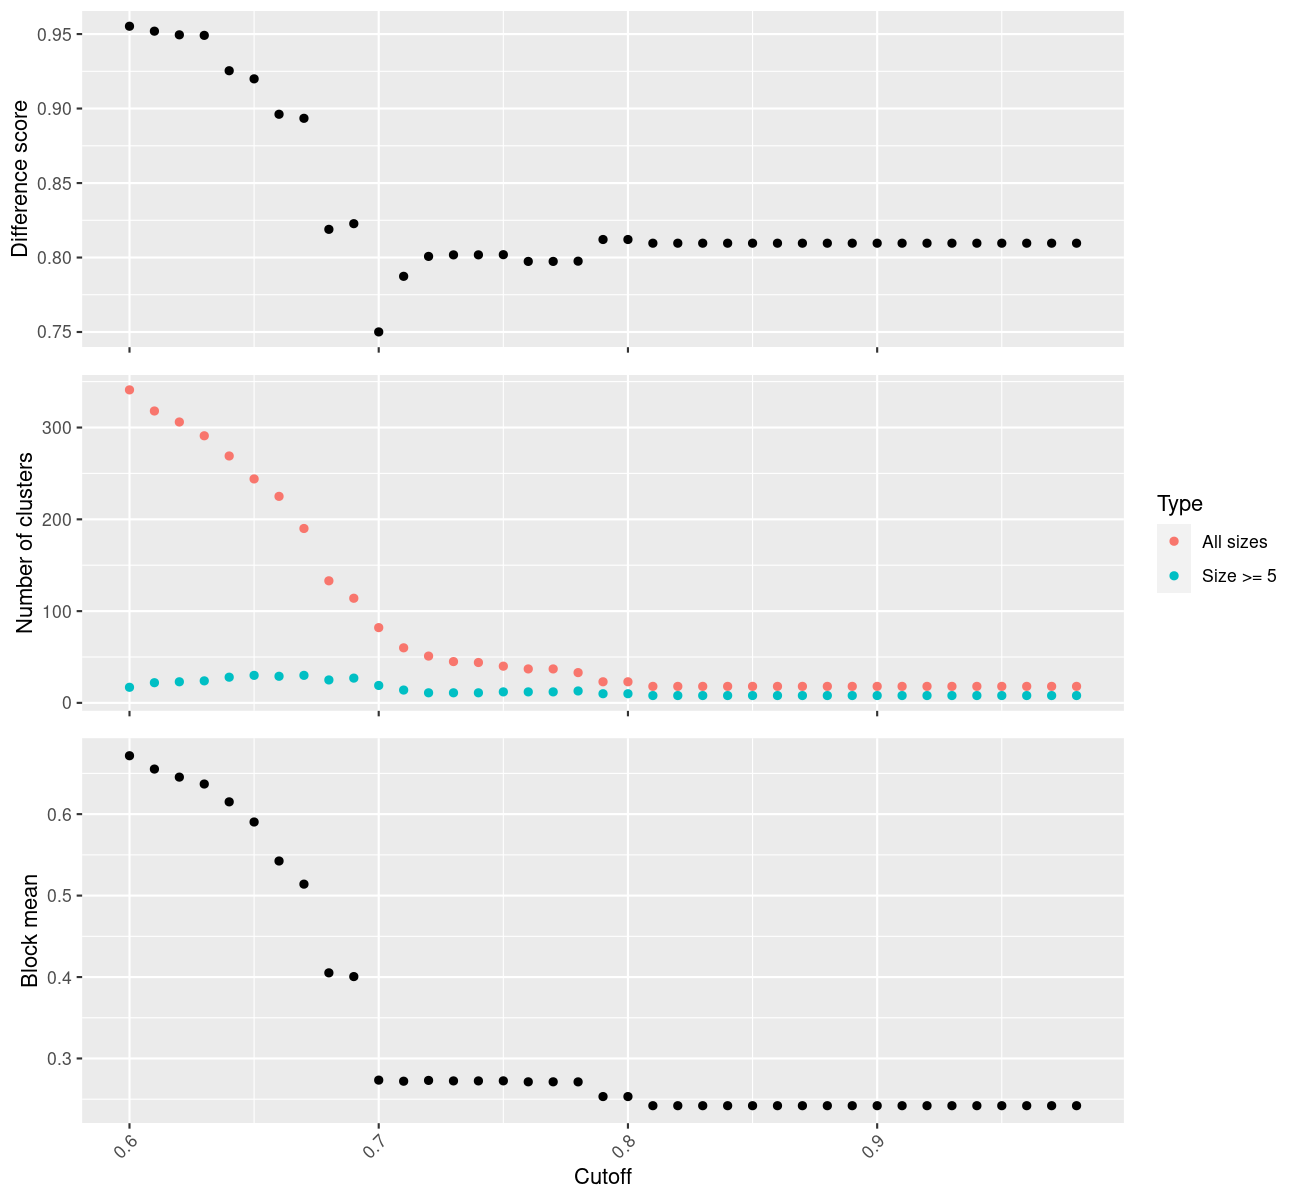 Difference score
0.95
0.90
0.85
0.80
0.75
Number of clusters
300
200
100
0
Type
All sizes
Size >= 5
Block mean
0.6
0.5
0.4
0.3
0.6 0.7 0.8 0.9
Cutoff